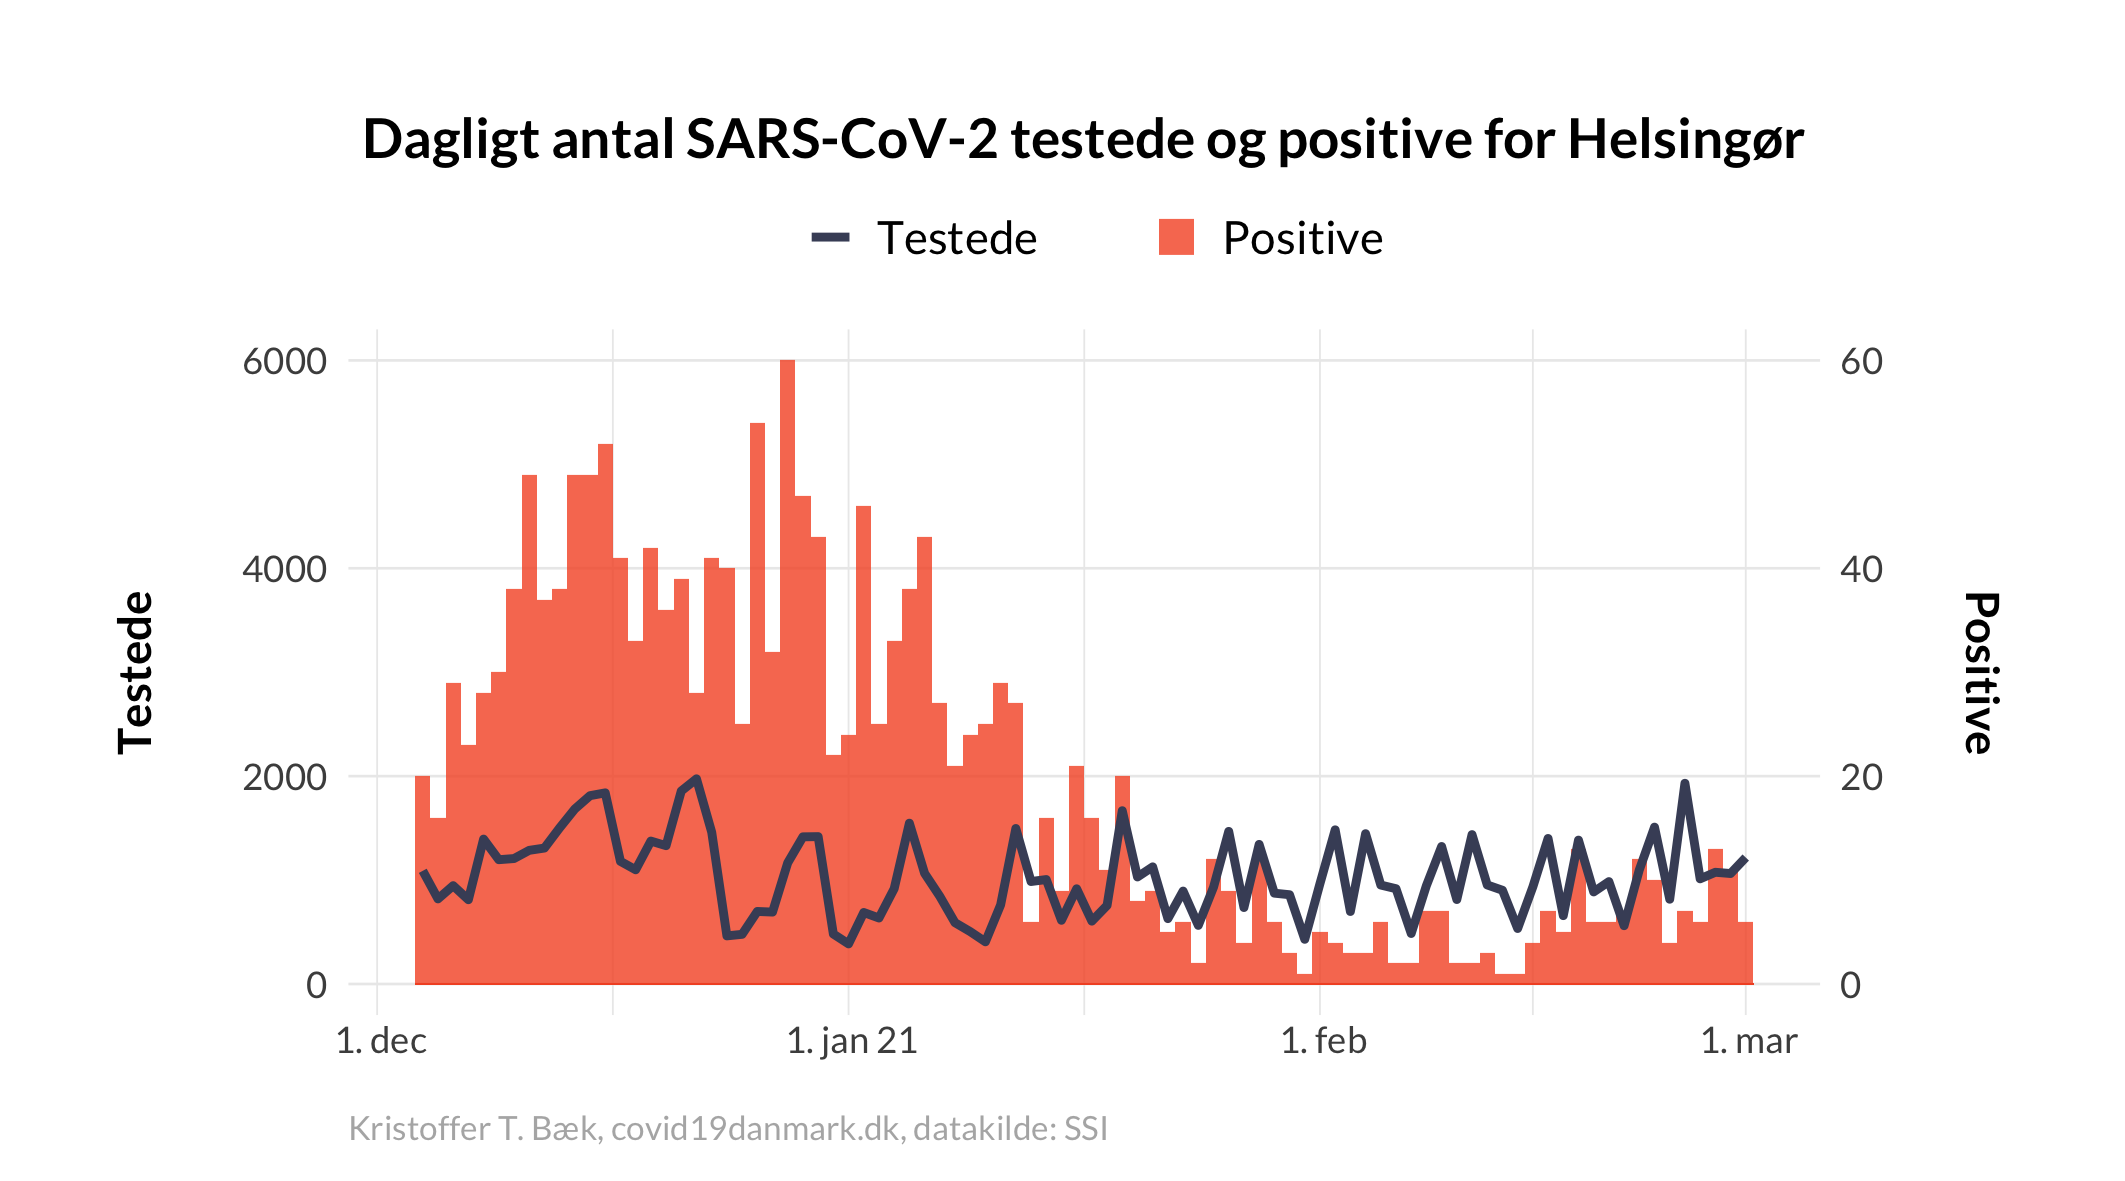 Dagligt antal SARS-CoV-2 testede og positive for Helsingør
Testede Positive
6000 60
4000 40
2000 20
0 0
Testede
Positive
1. dec 1. jan 21 1. feb 1. mar
Kristoffer T. Bæk, covid19danmark.dk, datakilde: SSI